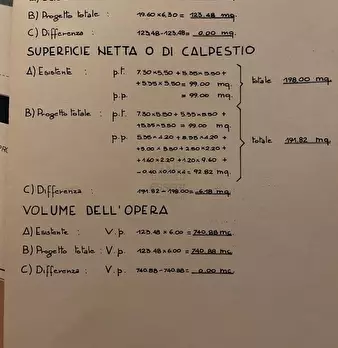 B) Progetto totale : 19.60 x 6.30 = 123.48 mq.
C) Differenza : 123.48 - 123.48 = 0.00 mq.
SUPERFICIE NETTA O DI CALPESTIO
A) Esistente : p.t. 7.30 x 5.50 + 5.35 x 5.50 +
+ 5.35 x 5.50 = 99.00 mq.
p.p. = 99.00 mq.
totale 198.00 mq.
B) Progetto totale : p.t. 7.30 x 5.50 + 5.35 x 5.50 +
+ 5.35 x 5.50 = 99.00 mq.
p.p. 5.35 x 4.20 + 8.35 x 4.20 +
+ 3.00 x 5.50 + 2.60 x 2.20 +
+ 1.60 x 2.20 + 1.20 x 9.60 +
- 0.40 x 0.10 x 4 = 92.82 mq.
totale 191.82 mq.
C) Differenza : 191.82 - 198.00 = -6.18 mq.
VOLUME DELL'OPERA
A) Esistente : V.p. 123.48 x 6.00 = 740.88 mc.
B) Progetto totale : V.p. 123.48 x 6.00 = 740.88 mc.
C) Differenza : V.p. 740.88 - 740.88 = 0.00 mc.